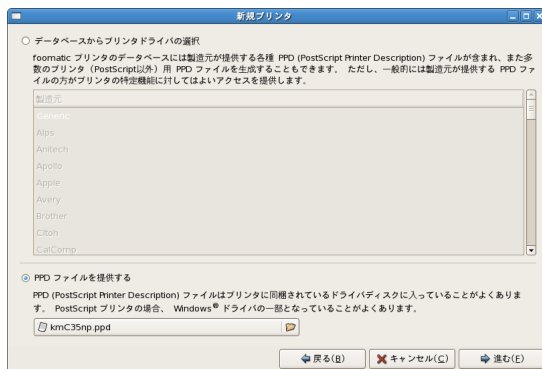 新規プリンタ
データベースからプリンタドライバの選択
foomatic プリンタのデータベースには製造元が提供する各種 PPD (PostScript Printer Description) ファイルが含まれ、また多
数のプリンタ（PostScript以外）用 PPD ファイルを生成することもできます。 ただし、一般的には製造元が提供する PPD ファ
イルの方がプリンタの特定機能に対してはよいアクセスを提供します。
製造元
Generic
Alps
Anitech
Apollo
Apple
Avery
Brother
Citoh
CalComp
PPD ファイルを提供する
PPD (PostScript Printer Description) ファイルはプリンタに同梱されているドライバディスクに入っていることがよくありま
す。 PostScript プリンタの場合、 Windows® ドライバの一部となっていることがよくあります。
kmC35np.ppd
戻る(B) キャンセル(C) 進む(F)